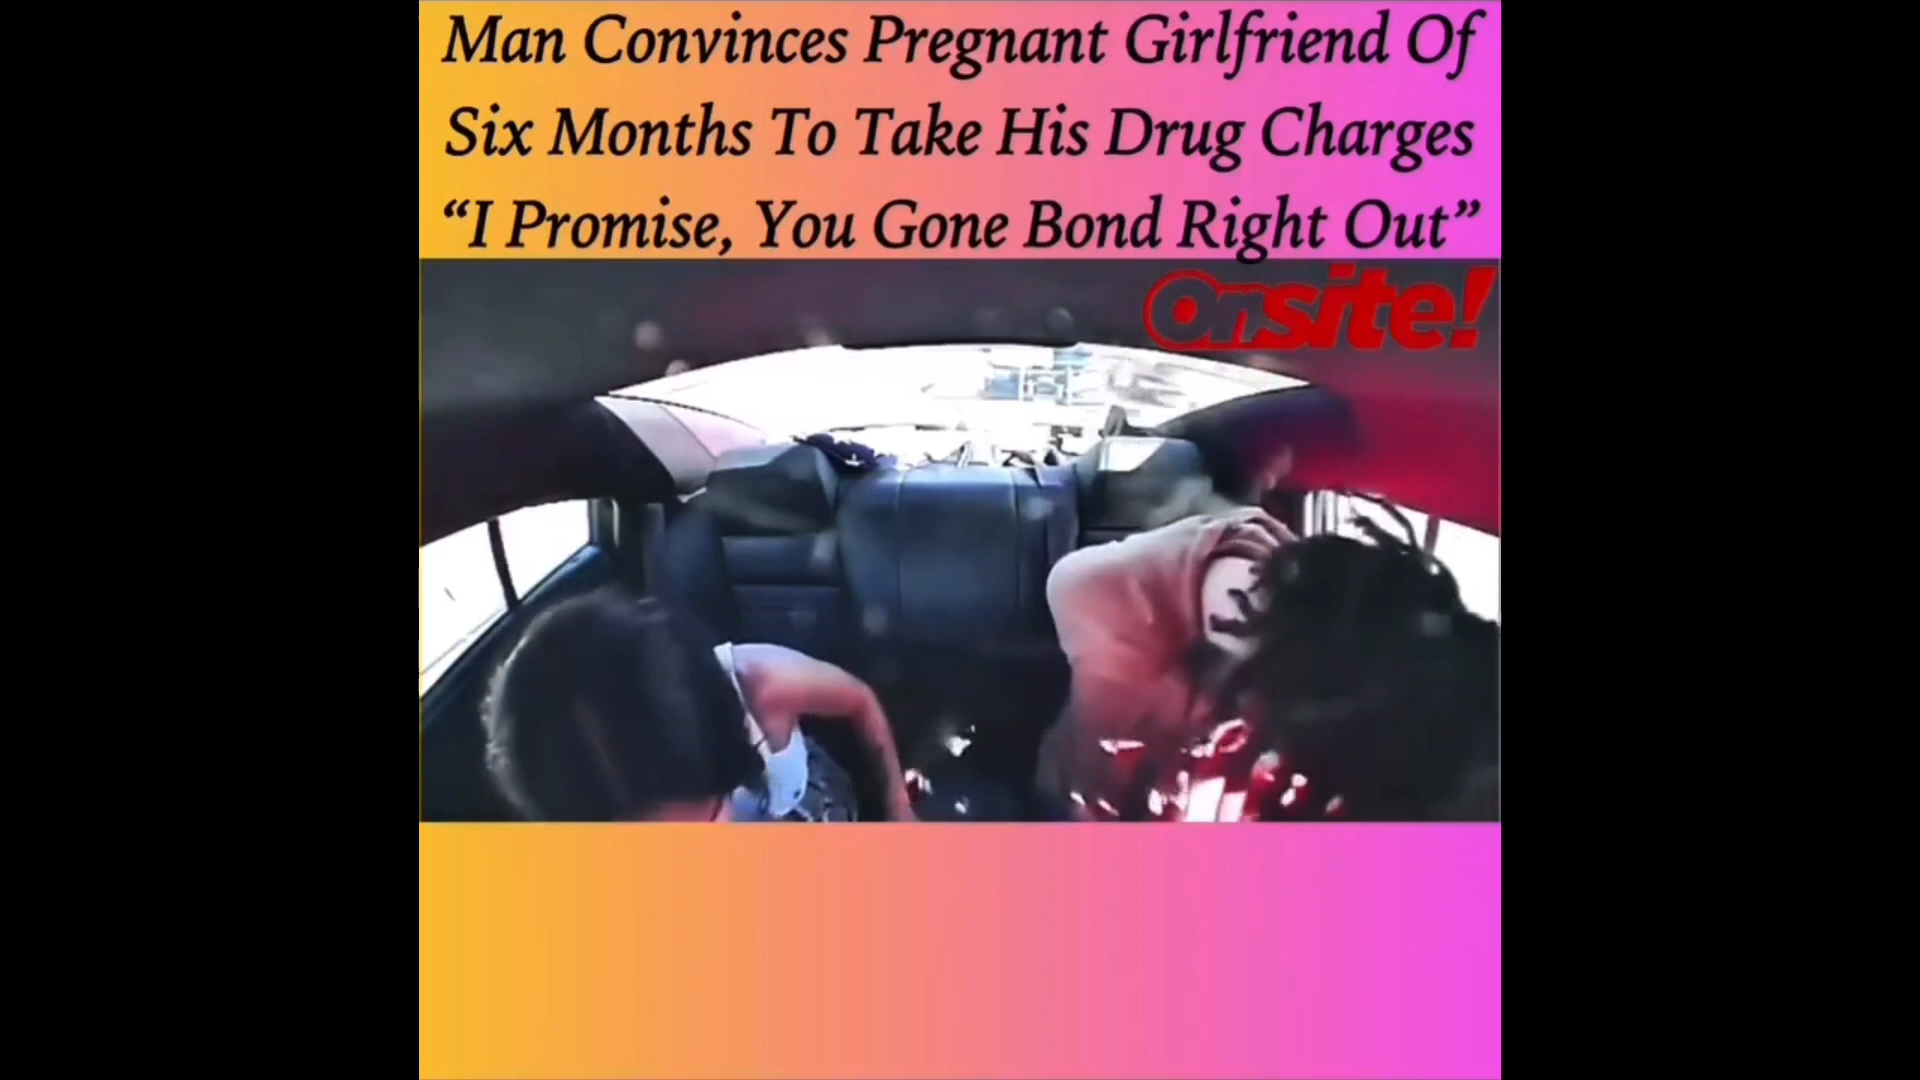 Man Convinces Pregnant Girlfriend Of
Six Months To Take His Drug Charges
“I Promise, You Gone Bond Right Out”
Onsite!